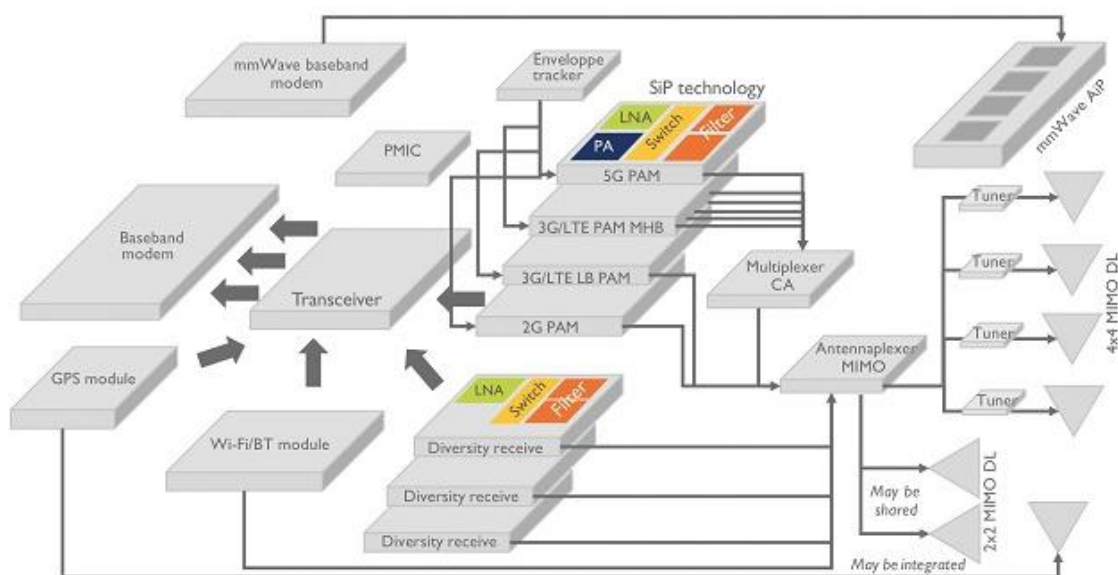 mmWave baseband
modem
Enveloppe
tracker
SiP technology
LNA
Switch
Filter
PA
mmWave AiP
PMIC
5G PAM
Tuner
Baseband
modem
3G/LTE PAM MHB
Transceiver
3G/LTE LB PAM
Multiplexer
CA
Tuner
4x4 MIMO DL
2G PAM
Tuner
Antennaplexer
MIMO
GPS module
LNA
Switch
Filter
Tuner
Wi-Fi/BT module
Diversity receive
Diversity receive
Diversity receive
May be
shared
2x2 MIMO DL
May be integrated